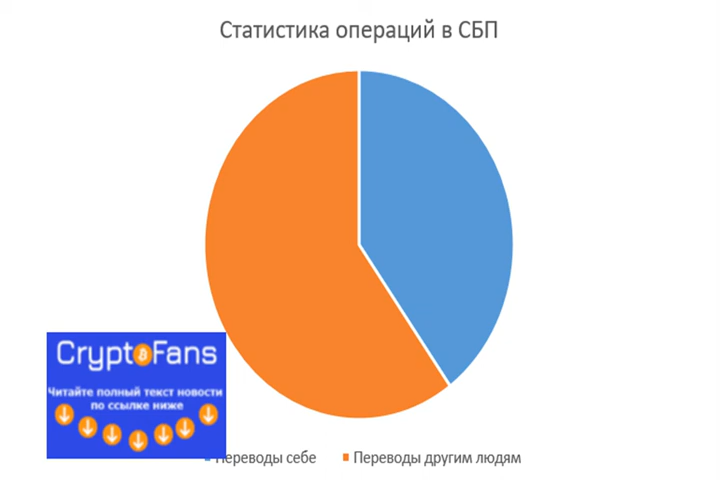 Статистика операций в СБП
CryptoFans
Читайте полный текст новости
по ссылке ниже
Переводы себе
Переводы другим людям